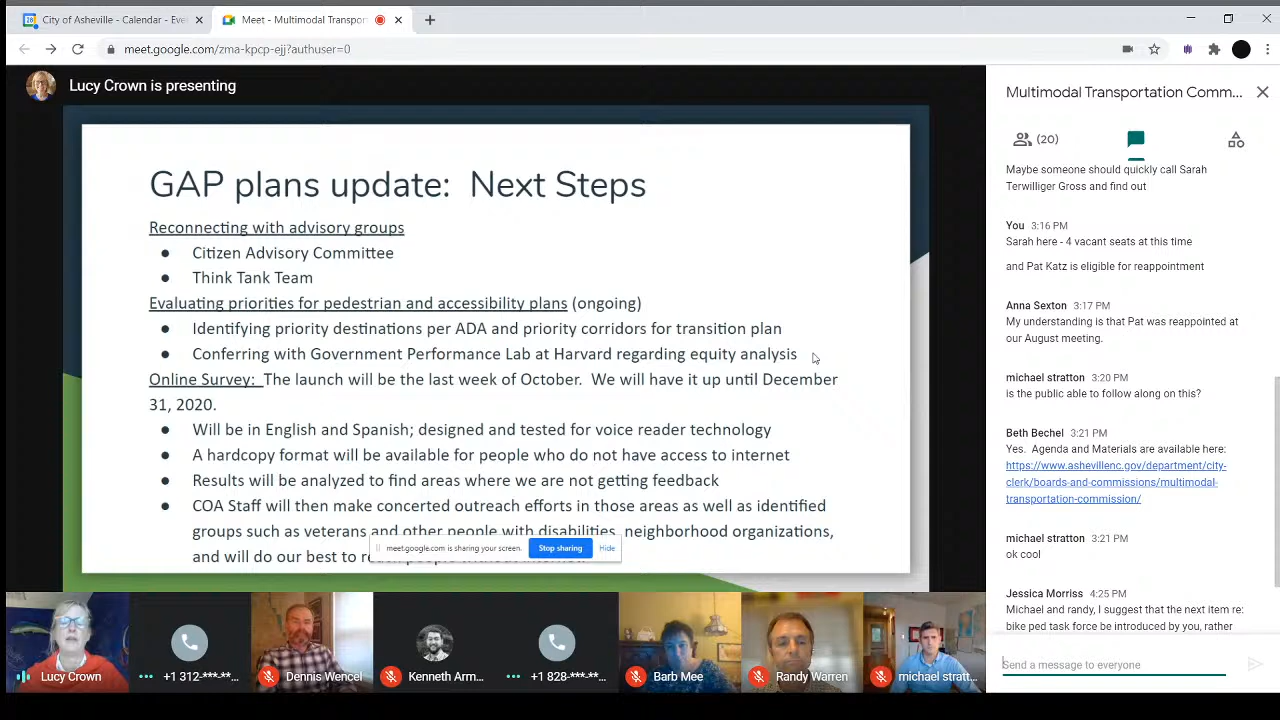 City of Asheville - Calendar - Eve
Meet - Multimodal Transpor
meet.google.com/zma-kpcp-ejj?authuser=0
Lucy Crown is presenting
GAP plans update: Next Steps
Reconnecting with advisory groups
● Citizen Advisory Committee
● Think Tank Team
Evaluating priorities for pedestrian and accessibility plans (ongoing)
● Identifying priority destinations per ADA and priority corridors for transition plan
● Conferring with Government Performance Lab at Harvard regarding equity analysis
Online Survey: The launch will be the last week of October. We will have it up until December
31, 2020.
● Will be in English and Spanish; designed and tested for voice reader technology
● A hardcopy format will be available for people who do not have access to internet
● Results will be analyzed to find areas where we are not getting feedback
● COA Staff will then make concerted outreach efforts in those areas as well as identified
groups such as veterans and other people with disabilities, neighborhood organizations,
and will do our best to
meet.google.com is sharing your screen. Stop sharing Hide
Lucy Crown
+1 312-***-**...
Dennis Wencel
Kenneth Arm...
+1 828-***-**...
Barb Mee
Randy Warren
michael stratt...
Multimodal Transportation Comm...
(20)
Maybe someone should quickly call Sarah
Terwilliger Gross and find out
You 3:16 PM
Sarah here - 4 vacant seats at this time
and Pat Katz is eligible for reappointment
Anna Sexton 3:17 PM
My understanding is that Pat was reappointed at
our August meeting.
michael stratton 3:20 PM
is the public able to follow along on this?
Beth Bechel 3:21 PM
Yes. Agenda and Materials are available here:
https://www.ashevillenc.gov/department/city-
clerk/boards-and-commissions/multimodal-
transportation-commission/
michael stratton 3:21 PM
ok cool
Jessica Morriss 4:25 PM
Michael and randy, I suggest that the next item re:
bike ped task force be introduced by you, rather
Send a message to everyone